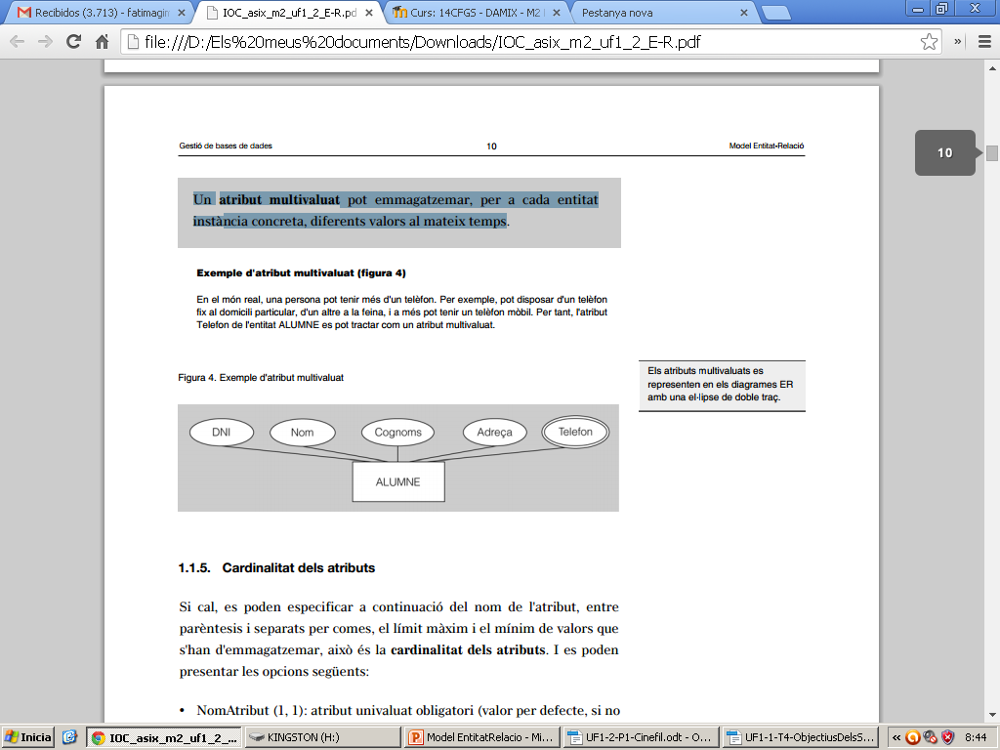 Recibidos (3.713) - fatimagin
IOC_asix_m2_uf1_2_E-R.pd
Curs: 14CFGS - DAMIX - M2
Pestanya nova
file:///D:/Els%20meus%20documents/Downloads/IOC_asix_m2_uf1_2_E-R.pdf
Gestió de bases de dades
10
Model Entitat-Relació
10
Un atribut multivaluat pot emmagatzemar, per a cada entitat
instància concreta, diferents valors al mateix temps.
Exemple d'atribut multivaluat (figura 4)
En el món real, una persona pot tenir més d'un telèfon. Per exemple, pot disposar d'un telèfon
fix al domicili particular, d'un altre a la feina, i a més pot tenir un telèfon mòbil. Per tant, l'atribut
Telefon de l'entitat ALUMNE es pot tractar com un atribut multivaluat.
Figura 4. Exemple d'atribut multivaluat
Els atributs multivaluats es
representen en els diagrames ER
amb una el·lipse de doble traç.
DNI
Nom
Cognoms
Adreça
Telefon
ALUMNE
1.1.5. Cardinalitat dels atributs
Si cal, es poden especificar a continuació del nom de l'atribut, entre
parèntesis i separats per comes, el límit màxim i el mínim de valors que
s'han d'emmagatzemar, això és la cardinalitat dels atributs. I es poden
presentar les opcions següents:
• NomAtribut (1, 1): atribut univaluat obligatori (valor per defecte, si no
Inicia
IOC_asix_m2_uf1_2_...
KINGSTON (H:)
Model EntitatRelacio - Mi...
UF1-2-P1-Cinefil.odt - O...
UF1-1-T4-ObjectiusDelsS...
8:44